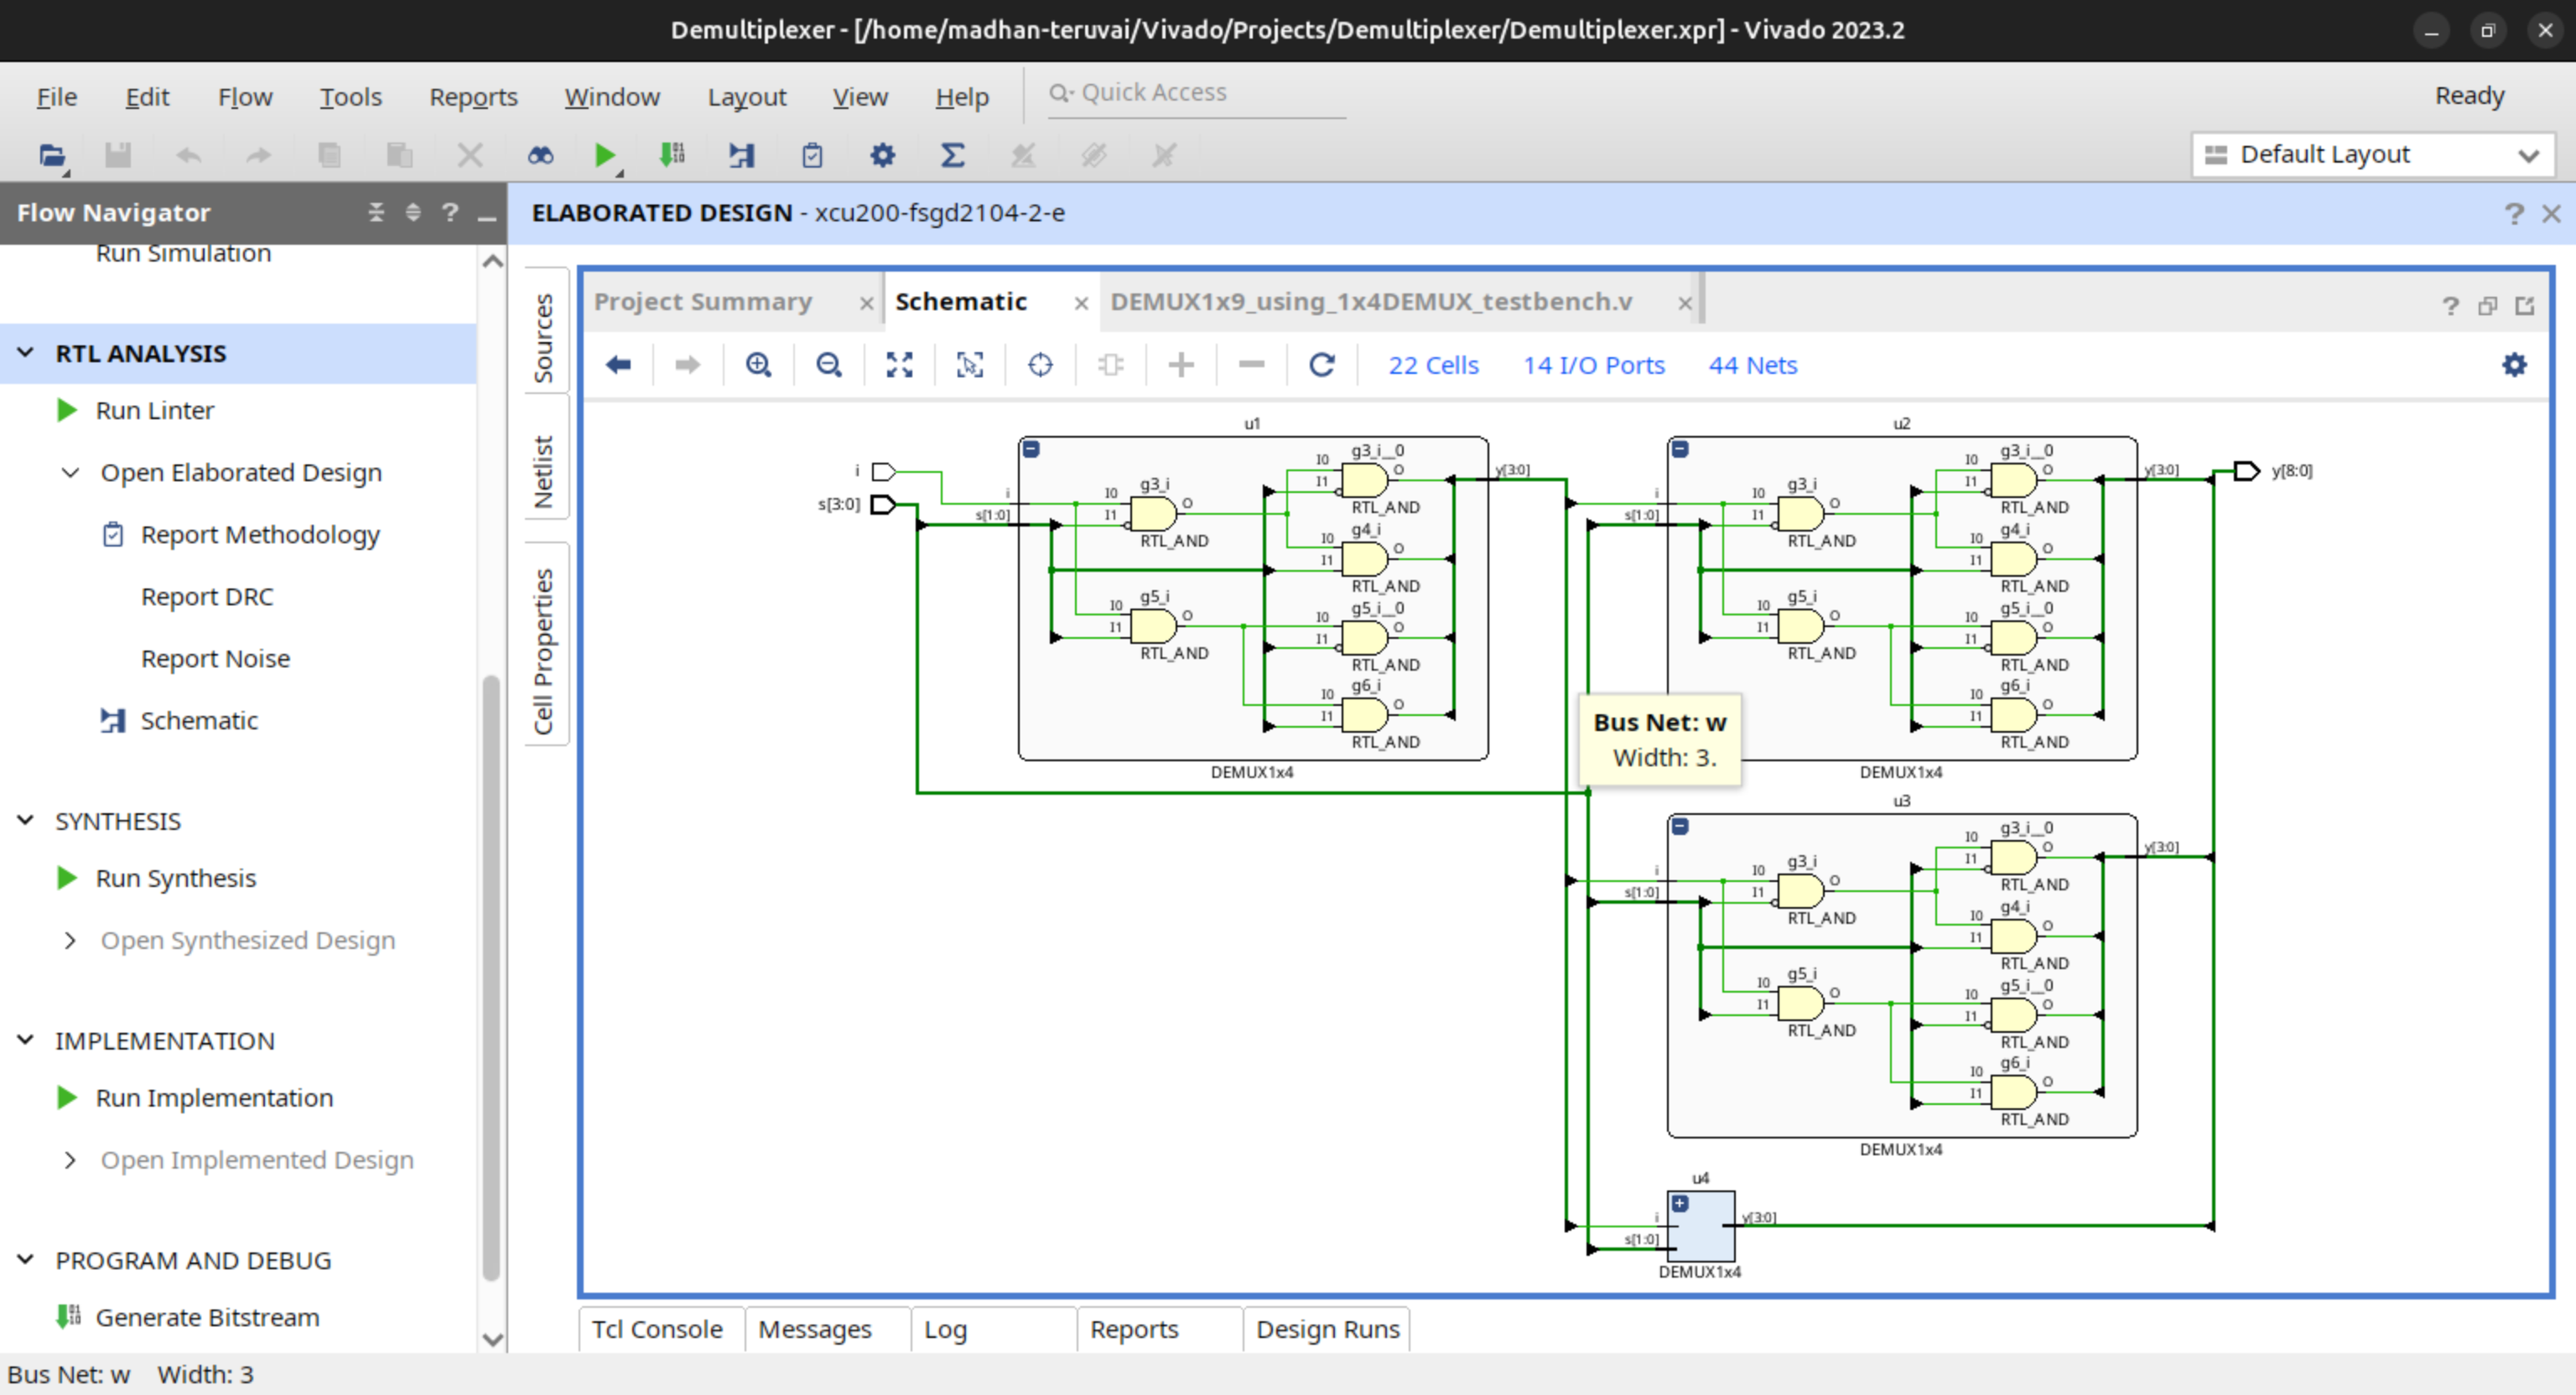 Demultiplexer - [/home/madhan-teruvai/Vivado/Projects/Demultiplexer/Demultiplexer.xpr] - Vivado 2023.2
File Edit Flow Tools Reports Window Layout View Help Quick Access Ready
Default Layout
Flow Navigator
Run Simulation
RTL ANALYSIS
Run Linter
Open Elaborated Design
Report Methodology
Report DRC
Report Noise
Schematic
SYNTHESIS
Run Synthesis
Open Synthesized Design
IMPLEMENTATION
Run Implementation
Open Implemented Design
PROGRAM AND DEBUG
Generate Bitstream
ELABORATED DESIGN - xcu200-fsgd2104-2-e
Sources
Netlist
Cell Properties
Project Summary Schematic DEMUX1x9_using_1x4DEMUX_testbench.v
22 Cells 14 I/O Ports 44 Nets
i
s[3:0]
u1
i
s[1:0]
I0 g3_i O
I1
RTL_AND
I0 g5_i O
I1
RTL_AND
I0 g3_i__0 O
I1
RTL_AND
I0 g4_i O
I1
RTL_AND
I0 g5_i__0 O
I1
RTL_AND
I0 g6_i O
I1
RTL_AND
y[3:0]
DEMUX1x4
u2
i
s[1:0]
I0 g3_i O
I1
RTL_AND
I0 g5_i O
I1
RTL_AND
I0 g3_i__0 O
I1
RTL_AND
I0 g4_i O
I1
RTL_AND
I0 g5_i__0 O
I1
RTL_AND
I0 g6_i O
I1
RTL_AND
y[3:0]
DEMUX1x4
y[8:0]
Bus Net: w
Width: 3.
u3
i
s[1:0]
I0 g3_i O
I1
RTL_AND
I0 g5_i O
I1
RTL_AND
I0 g3_i__0 O
I1
RTL_AND
I0 g4_i O
I1
RTL_AND
I0 g5_i__0 O
I1
RTL_AND
I0 g6_i O
I1
RTL_AND
y[3:0]
DEMUX1x4
u4
i
s[1:0]
y[3:0]
DEMUX1x4
Tcl Console Messages Log Reports Design Runs
Bus Net: w Width: 3